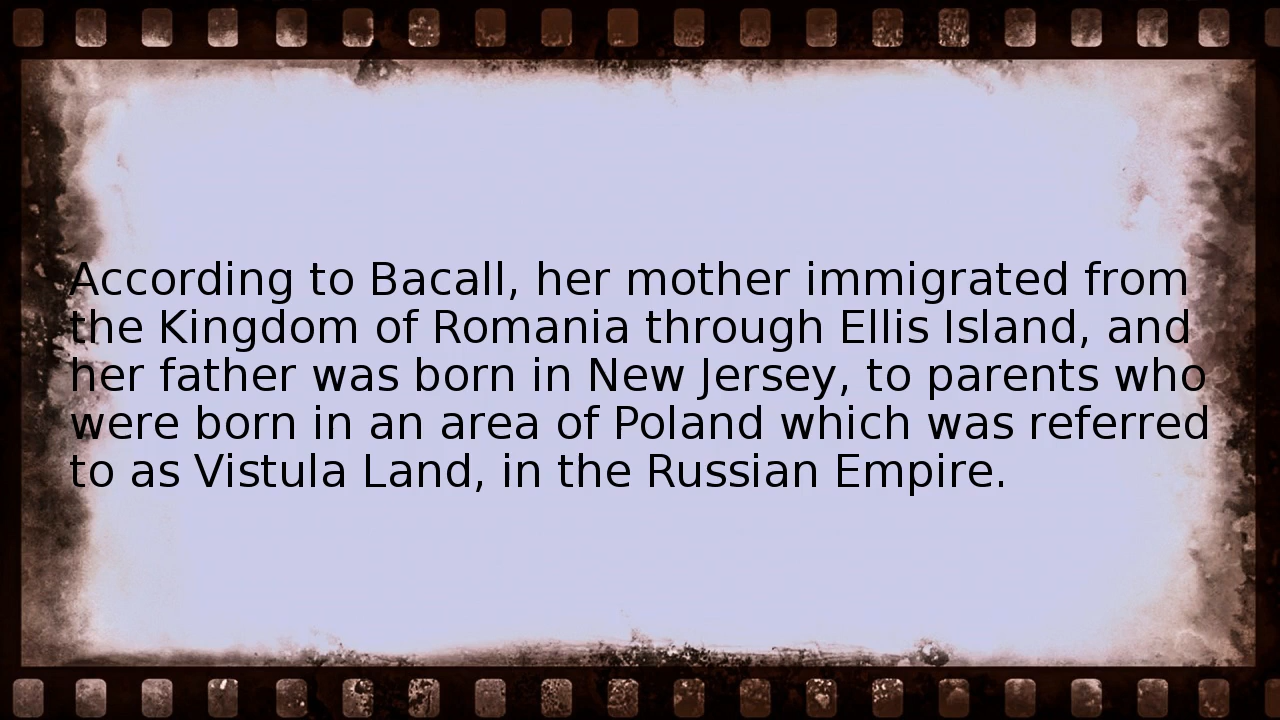 According to Bacall, her mother immigrated from
the Kingdom of Romania through Ellis Island, and
her father was born in New Jersey, to parents who
were born in an area of Poland which was referred
to as Vistula Land, in the Russian Empire.